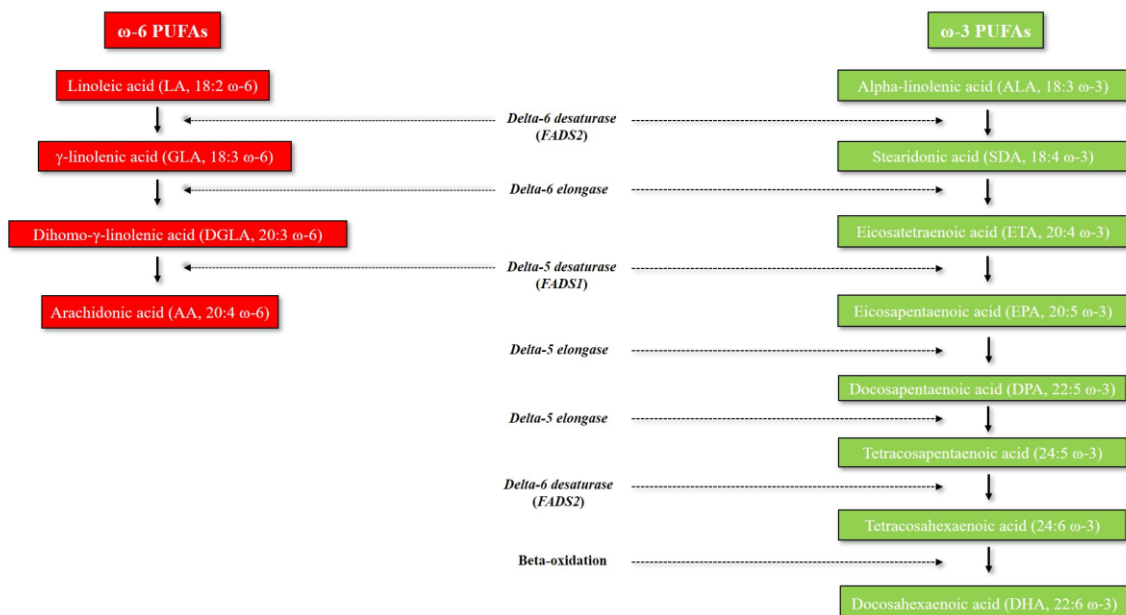 ω-6 PUFAs
ω-3 PUFAs
Linoleic acid (LA, 18:2 ω-6)
Alpha-linolenic acid (ALA, 18:3 ω-3)
Delta-6 desaturase
(FADS2)
γ-linolenic acid (GLA, 18:3 ω-6)
Stearidonic acid (SDA, 18:4 ω-3)
Delta-6 elongase
Dihomo-γ-linolenic acid (DGLA, 20:3 ω-6)
Eicosatetraenoic acid (ETA, 20:4 ω-3)
Delta-5 desaturase
(FADS1)
Arachidonic acid (AA, 20:4 ω-6)
Eicosapentaenoic acid (EPA, 20:5 ω-3)
Delta-5 elongase
Docosapentaenoic acid (DPA, 22:5 ω-3)
Delta-5 elongase
Tetracosapentaenoic acid (24:5 ω-3)
Delta-6 desaturase
(FADS2)
Tetracosahexaenoic acid (24:6 ω-3)
Beta-oxidation
Docosahexaenoic acid (DHA, 22:6 ω-3)